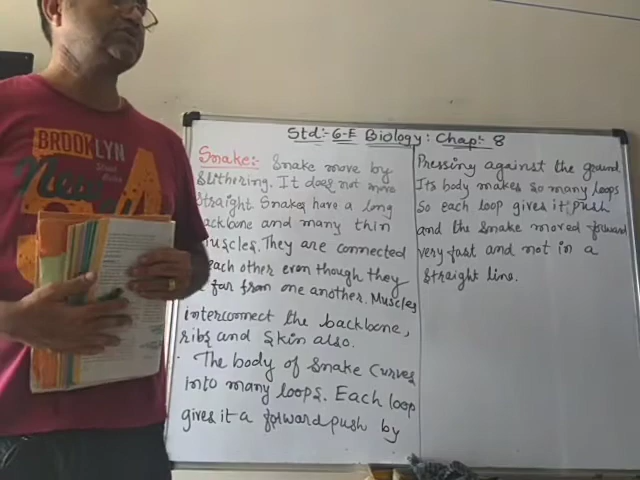 BROOKLYN
New
Std:- 6-E Biology: Chap:- 8
Snake:- Snake move by
Slithering. It does not move
Straight Snakes have a long
ackbone and many thin
uscles. They are connected
each other even though they
far from one another. Muscles
interconnect the backbone,
ribs and skin also.
The body of Snake Curves
into many loops. Each loop
gives it a forward push by
Pressing against the ground
Its body makes so many loops
So each loop gives it push
and the snake moved forward
very fast and not in a
straight line.